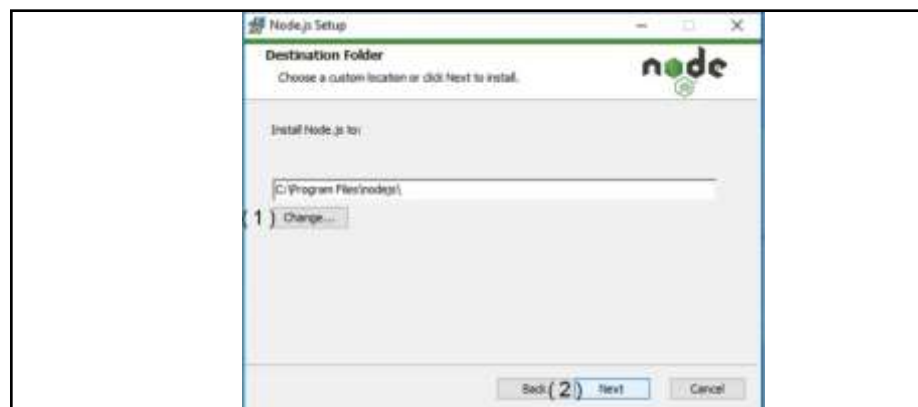 Node.js Setup
Destination Folder
Choose a custom location or click Next to install.
node
JS
Install Node.js to:
C:\Program Files\nodejs\
(1) Change...
Back (2) Next Cancel